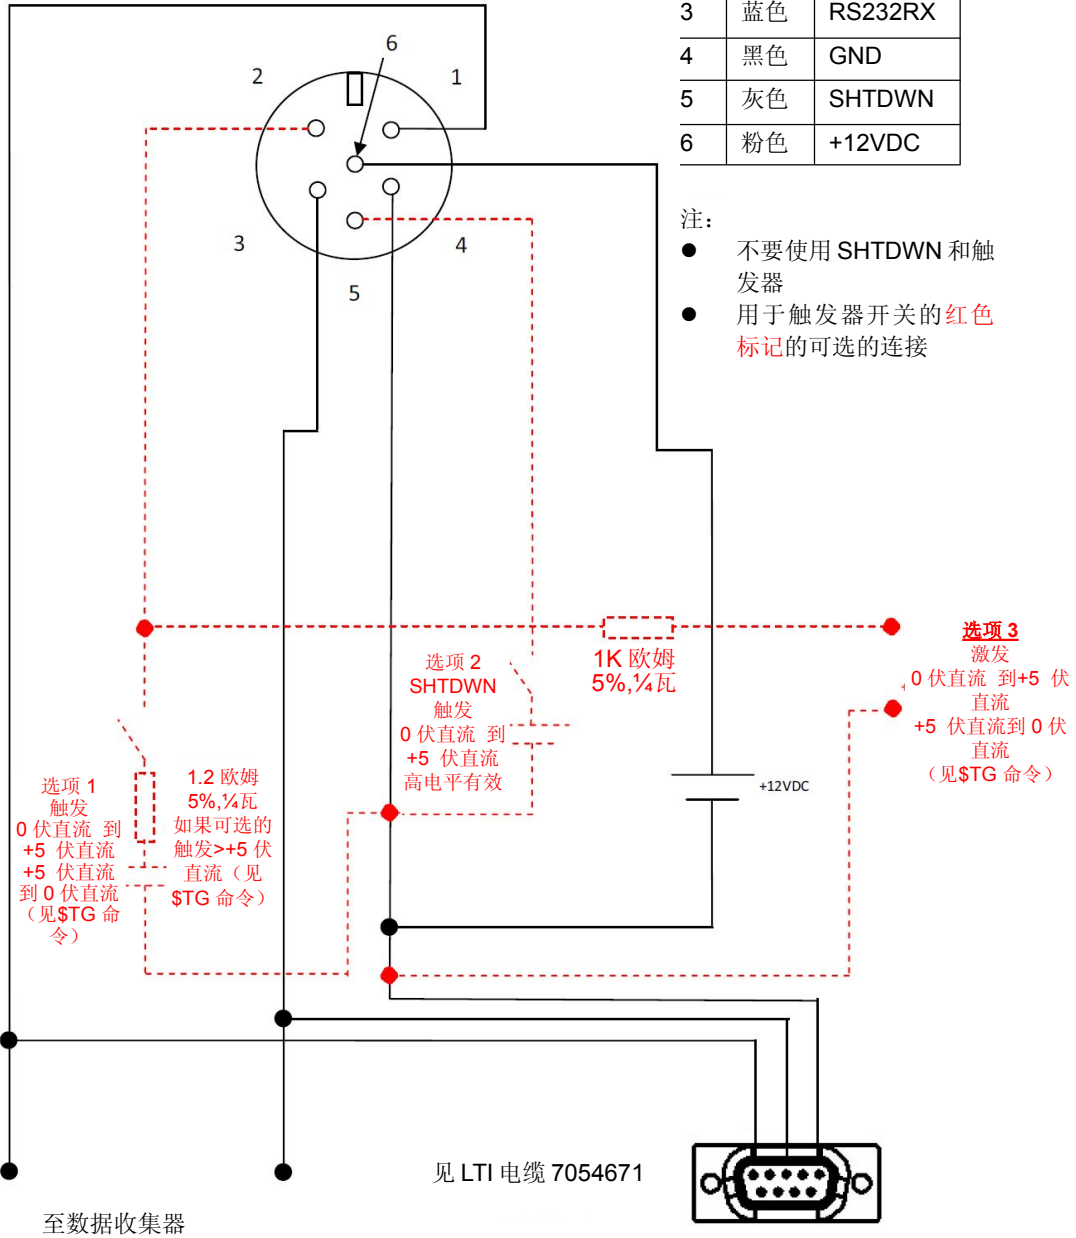 3 蓝色 RS232RX
4 黑色 GND
5 灰色 SHTDWN
6 粉色 +12VDC
6
2
1
3
4
5
注:
● 不要使用 SHTDWN 和触
发器
● 用于触发器开关的红色
标记的可选的连接
1K 欧姆
5%,¼瓦
选项 3
激发
0 伏直流 到+5 伏
直流
+5 伏直流到 0 伏
直流
（见$TG 命令）
选项 2
SHTDWN
触发
0 伏直流 到
+5 伏直流
高电平有效
+12VDC
选项 1
触发
0 伏直流 到
+5 伏直流
+5 伏直流
到 0 伏直流
（见$TG 命
令）
1.2 欧姆
5%,¼瓦
如果可选的
触发>+5 伏
直流（见
$TG 命令）
见 LTI 电缆 7054671
至数据收集器